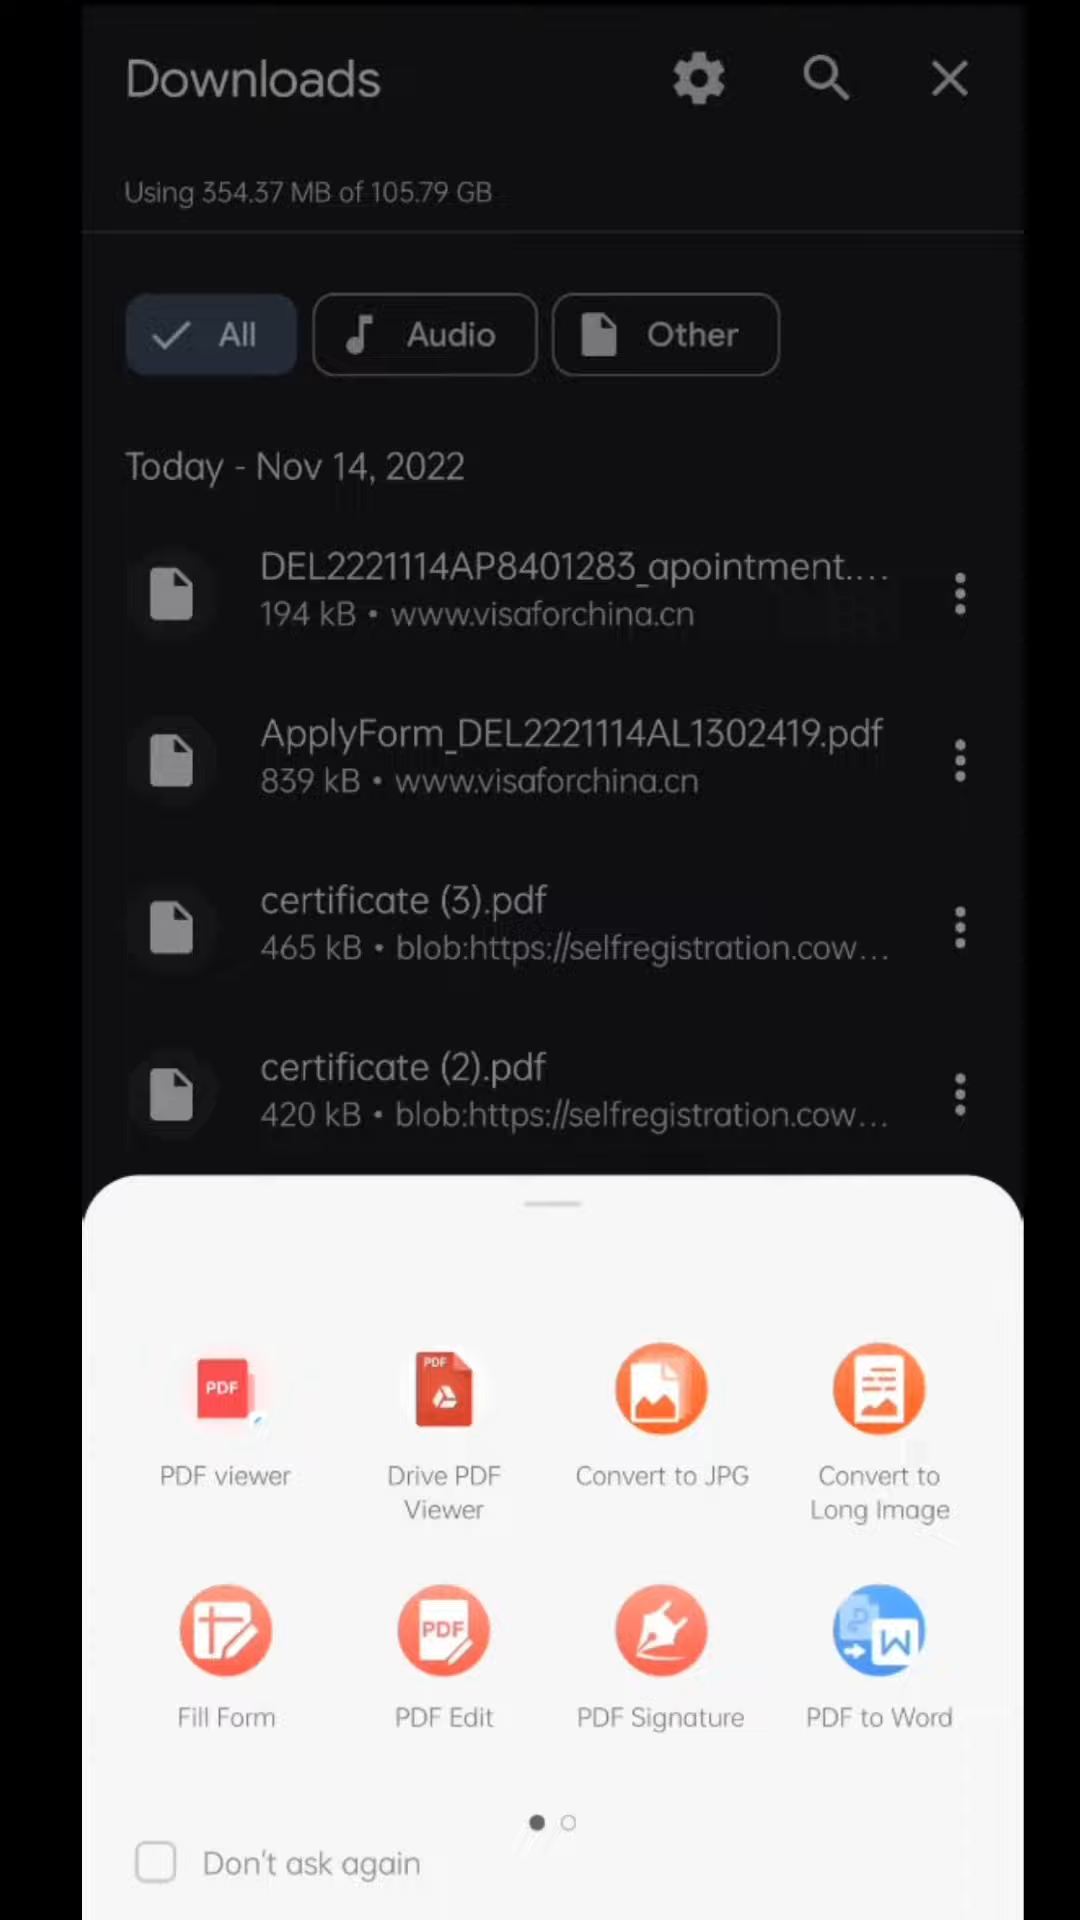 Downloads
Using 354.37 MB of 105.79 GB
All
Audio
Other
Today - Nov 14, 2022
DEL2221114AP8401283_apointment....
194 kB • www.visaforchina.cn
ApplyForm_DEL2221114AL1302419.pdf
839 kB • www.visaforchina.cn
certificate (3).pdf
465 kB • blob:https://selfregistration.cow...
certificate (2).pdf
420 kB • blob:https://selfregistration.cow...
PDF
PDF
PDF viewer
Drive PDF
Viewer
Convert to JPG
Convert to
Long Image
PDF
P
W
Fill Form
PDF Edit
PDF Signature
PDF to Word
Don't ask again